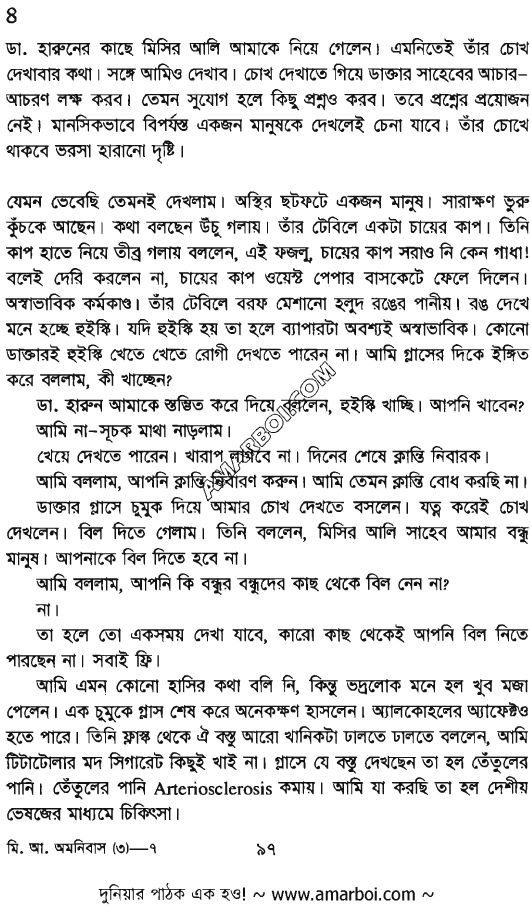 ৪
ডা. হারুনের কাছে মিসির আলি আমাকে নিয়ে গেলেন। এমনিতেই তাঁর চোখ
দেখাবার কথা। সঙ্গে আমিও দেখাব। চোখ দেখাতে গিয়ে ডাক্তার সাহেবের আচার–
আচরণ লক্ষ করব। তেমন সুযোগ হলে কিছু প্রশ্নও করব। তবে প্রশ্নের প্রয়োজন
নেই। মানসিকভাবে বিপর্যস্ত একজন মানুষকে দেখলেই চেনা যাবে। তাঁর চোখে
থাকবে ভরসা হারানো দৃষ্টি।
যেমন ভেবেছি তেমনই দেখলাম। অস্থির ছটফটে একজন মানুষ। সারাক্ষণ ভুরু
কুঁচকে আছেন। কথা বলছেন উঁচু গলায়। তাঁর টেবিলে একটা চায়ের কাপ। তিনি
কাপ হাতে নিয়ে তীব্র গলায় বললেন, এই ফজলু, চায়ের কাপ সরাও নি কেন গাধা!
বলেই দেরি করলেন না, চায়ের কাপ ওয়েস্ট পেপার বাসকেটে ফেলে দিলেন।
অস্বাভাবিক কর্মকাণ্ড। তাঁর টেবিলে বরফ মেশানো হলুদ রঙের পানীয়। রঙ দেখে
মনে হচ্ছে হুইস্কি। যদি হুইস্কি হয় তা হলে ব্যাপারটা অবশ্যই অস্বাভাবিক। কোনো
ডাক্তারই হুইস্কি খেতে খেতে রোগী দেখতে পারেন না। আমি গ্লাসের দিকে ইঙ্গিত
করে বললাম, কী খাচ্ছেন?
ডা. হারুন আমাকে স্তম্ভিত করে দিয়ে বললেন, হুইস্কি খাচ্ছি। আপনি খাবেন?
আমি না–সূচক মাথা নাড়লাম।
খেয়ে দেখতে পারেন। খারাপ লাগবে না। দিনের শেষে ক্লান্তি নিবারক।
আমি বললাম, আপনি ক্লান্তি নিবারণ করুন। আমি তেমন ক্লান্তি বোধ করছি না।
ডাক্তার গ্লাসে চুমুক দিয়ে আমার চোখ দেখতে বসলেন। যত্ন করেই চোখ
দেখলেন। বিল দিতে গেলাম। তিনি বললেন, মিসির আলি সাহেব আমার বন্ধু
মানুষ। আপনাকে বিল দিতে হবে না।
আমি বললাম, আপনি কি বন্ধুর বন্ধুদের কাছ থেকে বিল নেন না?
না।
তা হলে তো একসময় দেখা যাবে, কারো কাছ থেকেই আপনি বিল নিতে
পারছেন না। সবাই ফ্রি।
আমি এমন কোনো হাসির কথা বলি নি, কিন্তু ভদ্রলোক মনে হল খুব মজা
পেলেন। এক চুমুকে গ্লাস শেষ করে অনেকক্ষণ হাসলেন। অ্যালকোহলের অ্যাফেক্টও
হতে পারে। তিনি ফ্লাস্ক থেকে ঐ বস্তু আরো খানিকটা ঢালতে ঢালতে বললেন, আমি
টিটাটোলার মদ সিগারেট কিছুই খাই না। গ্লাসে যে বস্তু দেখছেন তা হল তেঁতুলের
পানি। তেঁতুলের পানি Arteriosclerosis কমায়। আমি যা করছি তা হল দেশীয়
ভেষজের মাধ্যমে চিকিৎসা।
মি. আ. অমনিবাস (৩)—৭
৯৭
দুনিয়ার পাঠক এক হও! ~ www.amarboi.com ~
AMARBOI.COM